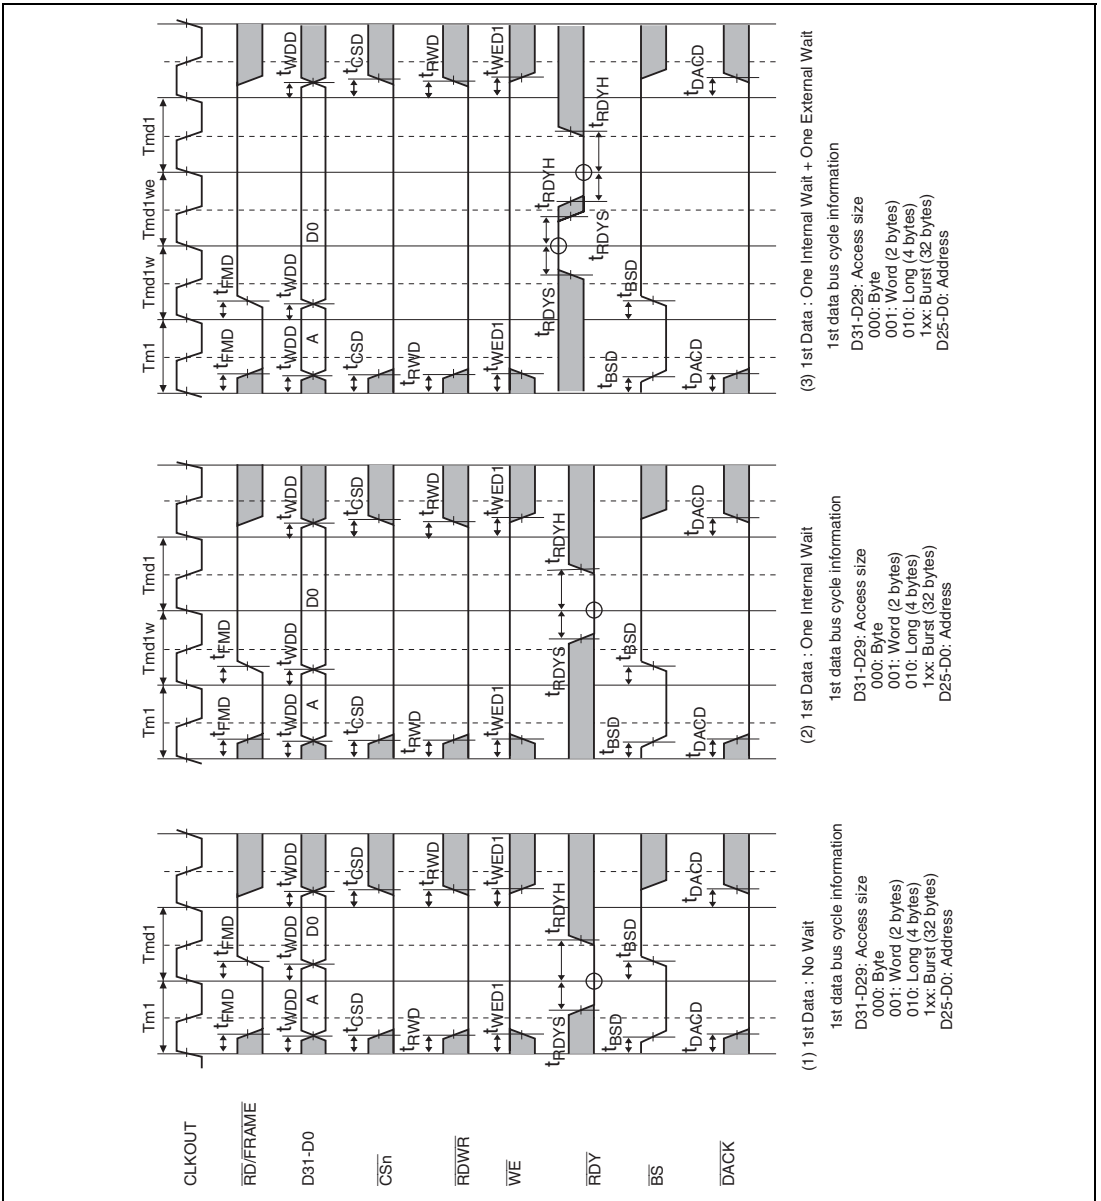 CLKOUT
RD/FRAME
D31-D0
CSn
RDWR
WE
RDY
BS
DACK
Tm1
Tmd1
tFMD
tFMD
tWDD
tWDD
tWDD
A
D0
tCSD
tCSD
tRWD
tRWD
tWED1
tWED1
tRDYS
tRDYH
tBSD
tBSD
tDACD
tDACD
(1) 1st Data : No Wait
1st data bus cycle information
D31-D29: Access size
000: Byte
001: Word (2 bytes)
010: Long (4 bytes)
1xx: Burst (32 bytes)
D25-D0: Address
Tm1
Tmd1w
Tmd1
tFMD
tFMD
tWDD
tWDD
tWDD
A
D0
tCSD
tCSD
tRWD
tRWD
tWED1
tWED1
tRDYS
tRDYH
tBSD
tBSD
tDACD
tDACD
(2) 1st Data : One Internal Wait
1st data bus cycle information
D31-D29: Access size
000: Byte
001: Word (2 bytes)
010: Long (4 bytes)
1xx: Burst (32 bytes)
D25-D0: Address
Tm1
Tmd1w
Tmd1we
Tmd1
tFMD
tFMD
tWDD
tWDD
tWDD
A
D0
tCSD
tCSD
tRWD
tRWD
tWED1
tWED1
tRDYS
tRDYH
tRDYS
tRDYH
tBSD
tBSD
tDACD
tDACD
(3) 1st Data : One Internal Wait + One External Wait
1st data bus cycle information
D31-D29: Access size
000: Byte
001: Word (2 bytes)
010: Long (4 bytes)
1xx: Burst (32 bytes)
D25-D0: Address